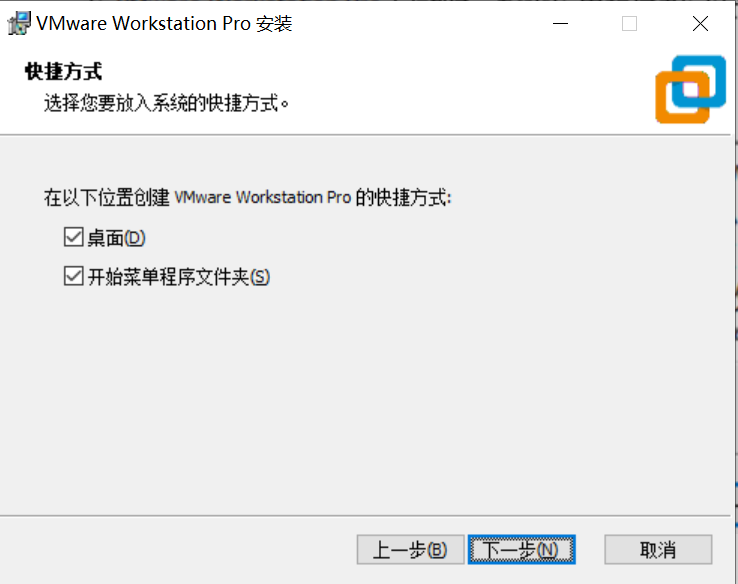 VMware Workstation Pro 安装
快捷方式
选择您要放入系统的快捷方式。
在以下位置创建 VMware Workstation Pro 的快捷方式:
桌面(D)
开始菜单程序文件夹(S)
上一步(B) 下一步(N) 取消